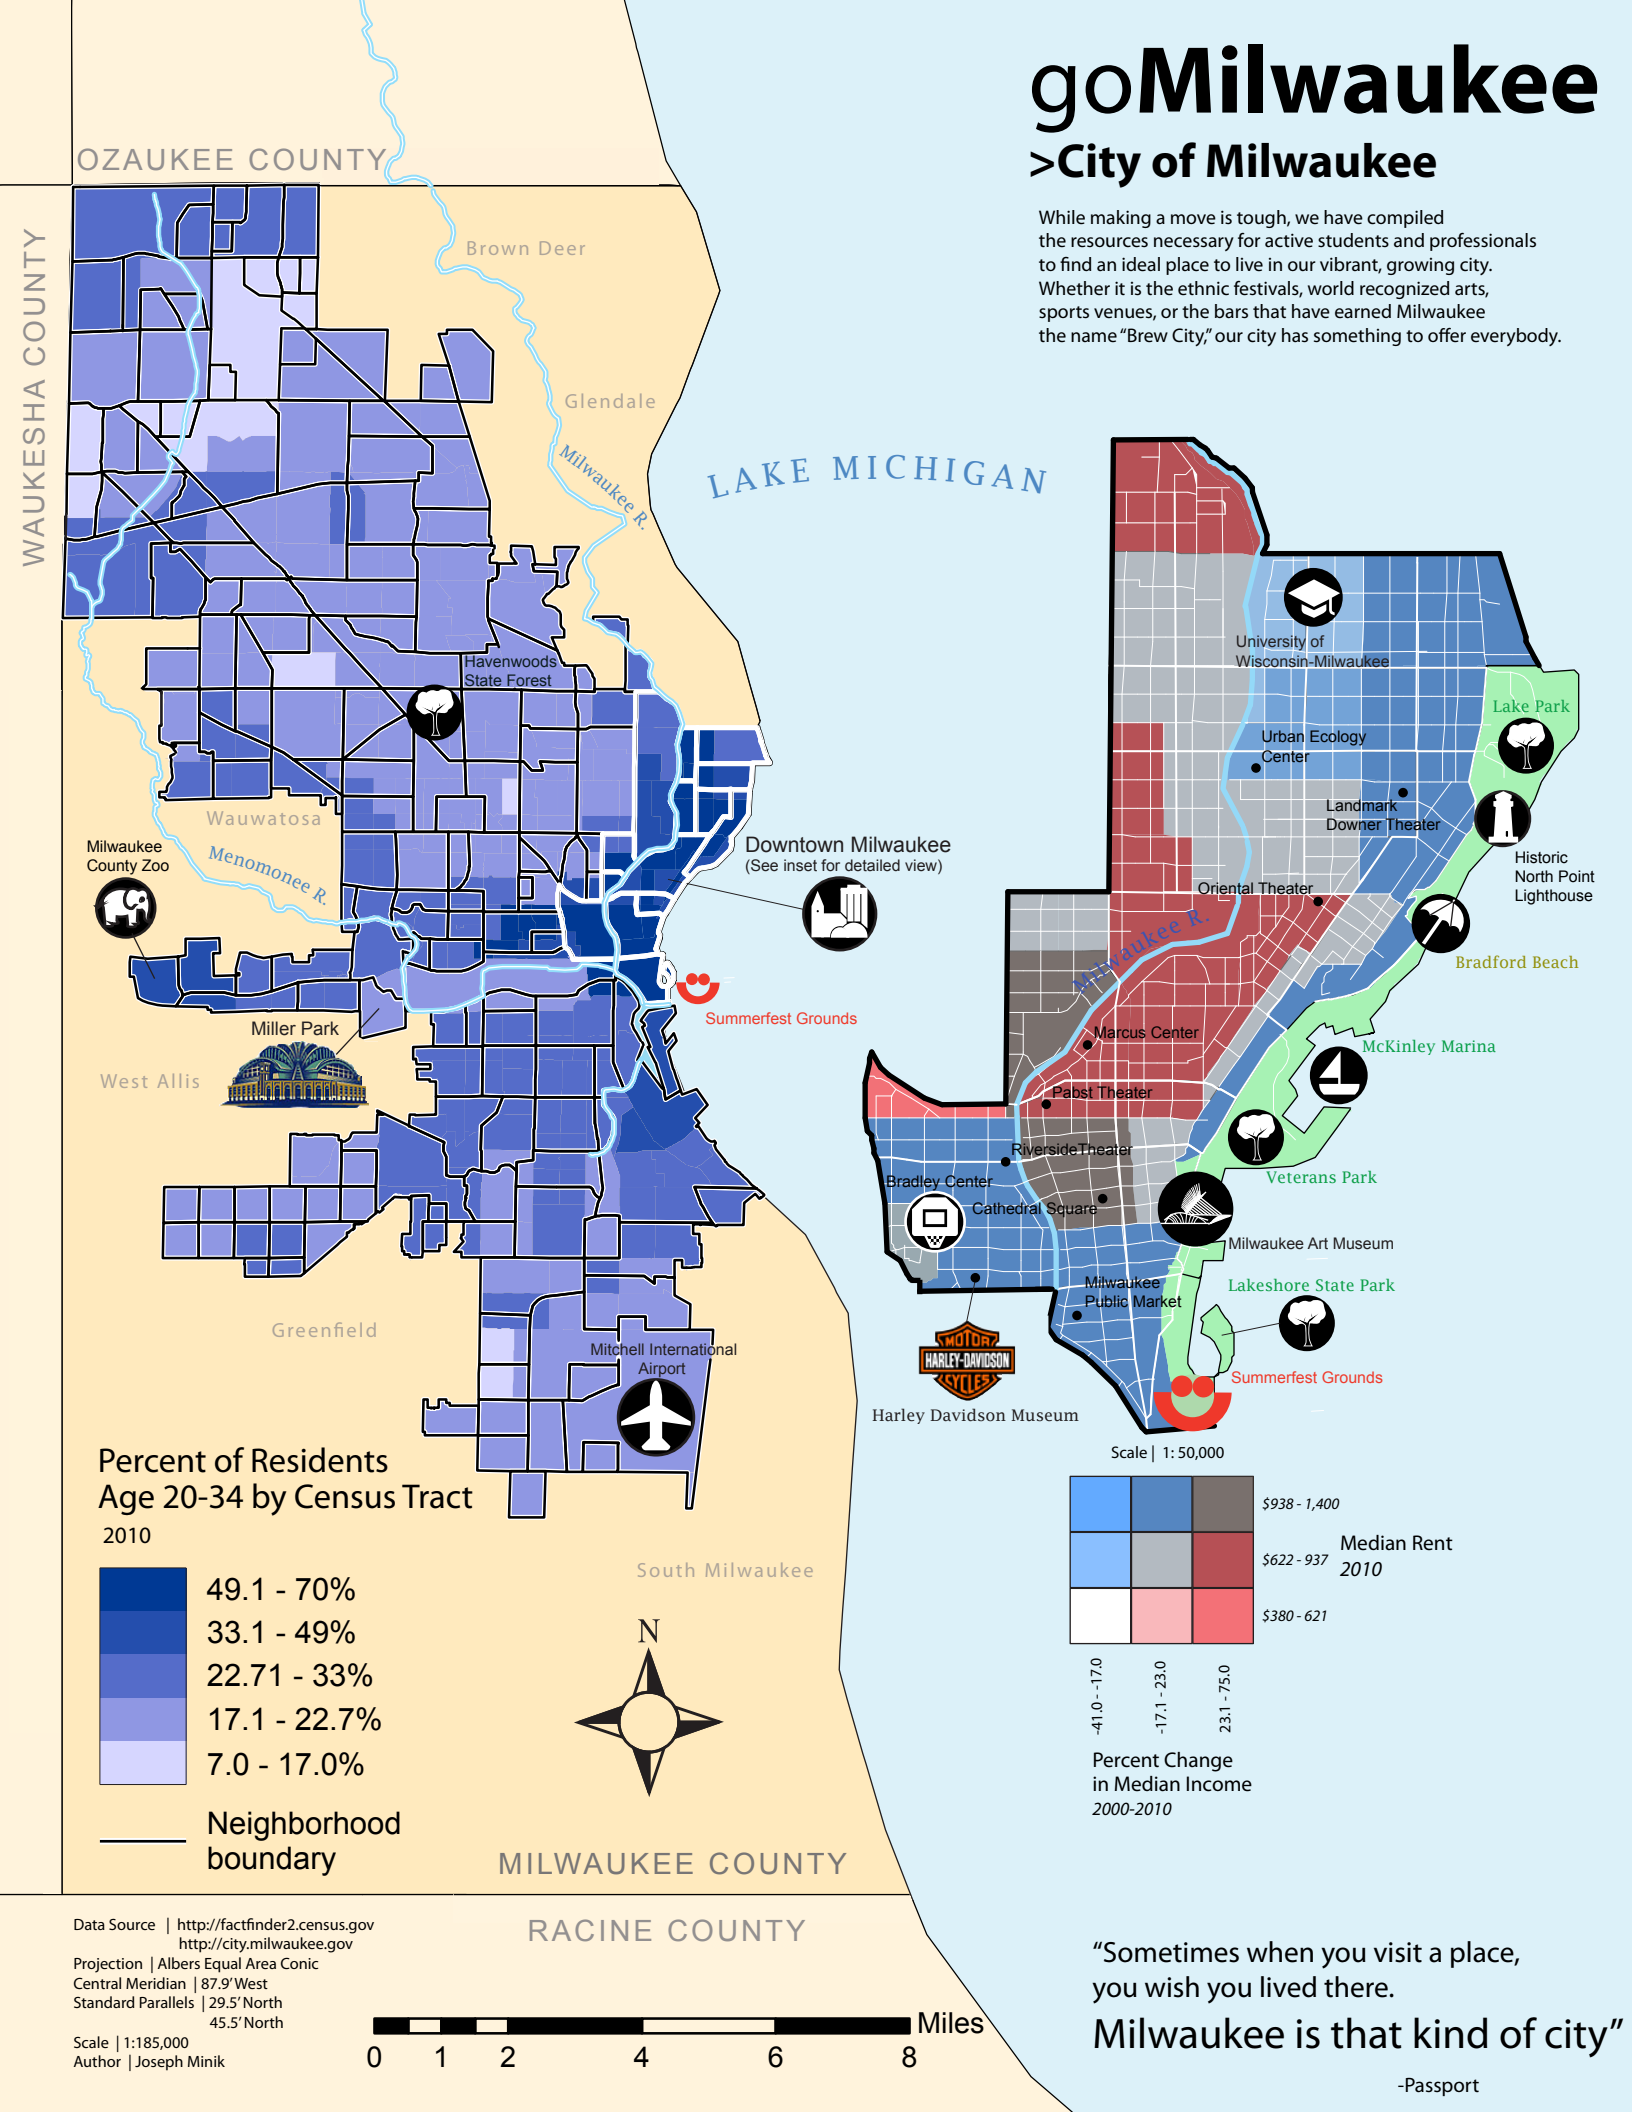 goMilwaukee
>City of Milwaukee
While making a move is tough, we have compiled
the resources necessary for active students and professionals
to find an ideal place to live in our vibrant, growing city.
Whether it is the ethnic festivals, world recognized arts,
sports venues, or the bars that have earned Milwaukee
the name “Brew City,” our city has something to offer everybody.
OZAUKEE COUNTY
WAUKESHA COUNTY
Brown Deer
Glendale
Milwaukee R.
LAKE MICHIGAN
Havenwoods
State Forest
Wauwatosa
Menomonee R.
Milwaukee
County Zoo
Downtown Milwaukee
(See inset for detailed view)
Summerfest Grounds
Miller Park
West Allis
Greenfield
Mitchell International
Airport
South Milwaukee
University of
Wisconsin-Milwaukee
Lake Park
Urban Ecology
Center
Landmark
Downer Theater
Historic
North Point
Lighthouse
Oriental Theater
Milwaukee R.
Bradford Beach
Marcus Center
McKinley Marina
Pabst Theater
RiversideTheater
Veterans Park
Bradley Center
Cathedral Square
Milwaukee Art Museum
Milwaukee
Public Market
Lakeshore State Park
MOTOR
HARLEY-DAVIDSON
CYCLES
Harley Davidson Museum
Summerfest Grounds
Scale | 1: 50,000
$938 - 1,400
$622 - 937
$380 - 621
Median Rent
2010
-41.0 - -17.0
-17.1 - 23.0
23.1 - 75.0
Percent Change
in Median Income
2000-2010
Percent of Residents
Age 20-34 by Census Tract
2010
49.1 - 70%
33.1 - 49%
22.71 - 33%
17.1 - 22.7%
7.0 - 17.0%
Neighborhood
boundary
N
MILWAUKEE COUNTY
RACINE COUNTY
Data Source | http://factfinder2.census.gov
http://city.milwaukee.gov
Projection | Albers Equal Area Conic
Central Meridian | 87.9' West
Standard Parallels | 29.5' North
45.5' North
Scale | 1:185,000
Author | Joseph Minik
0 1 2 4 6 8 Miles
“Sometimes when you visit a place,
you wish you lived there.
Milwaukee is that kind of city”
-Passport